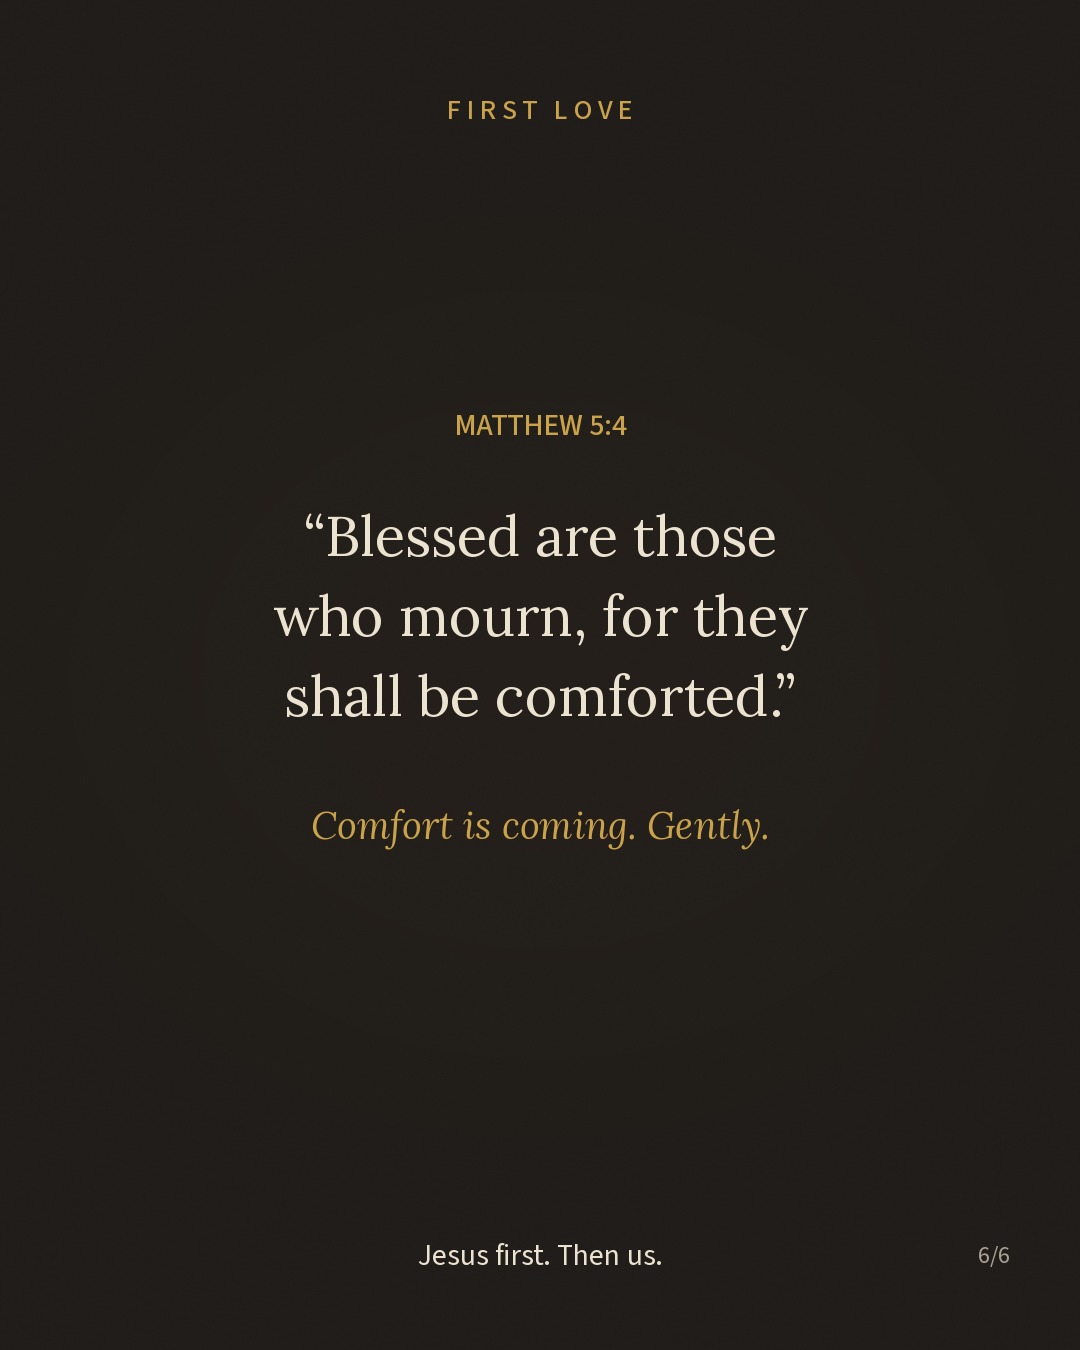 FIRST LOVE
MATTHEW 5:4
“Blessed are those
who mourn, for they
shall be comforted.”
Comfort is coming. Gently.
Jesus first. Then us.
6/6